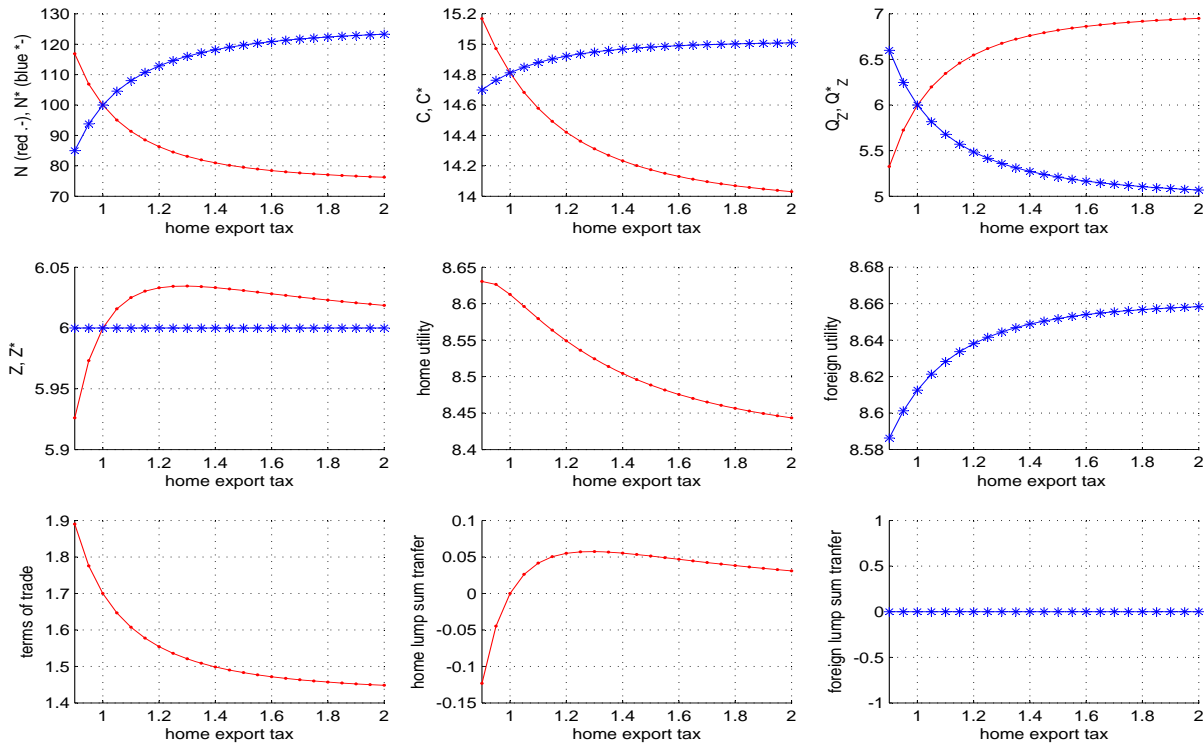 130
120
110
100
90
80
70
N (red .-), N* (blue *-)
1 1.2 1.4 1.6 1.8 2
home export tax
15.2
15
14.8
14.6
14.4
14.2
14
C, C*
1 1.2 1.4 1.6 1.8 2
home export tax
7
6.5
6
5.5
5
Q_Z, Q*_Z
1 1.2 1.4 1.6 1.8 2
home export tax
6.05
6
5.95
5.9
Z, Z*
1 1.2 1.4 1.6 1.8 2
home export tax
8.65
8.6
8.55
8.5
8.45
8.4
home utility
1 1.2 1.4 1.6 1.8 2
home export tax
8.68
8.66
8.64
8.62
8.6
8.58
foreign utility
1 1.2 1.4 1.6 1.8 2
home export tax
1.9
1.8
1.7
1.6
1.5
1.4
terms of trade
1 1.2 1.4 1.6 1.8 2
home export tax
0.1
0.05
0
-0.05
-0.1
-0.15
home lump sum tranfer
1 1.2 1.4 1.6 1.8 2
home export tax
1
0.5
0
-0.5
-1
foreign lump sum tranfer
1 1.2 1.4 1.6 1.8 2
home export tax